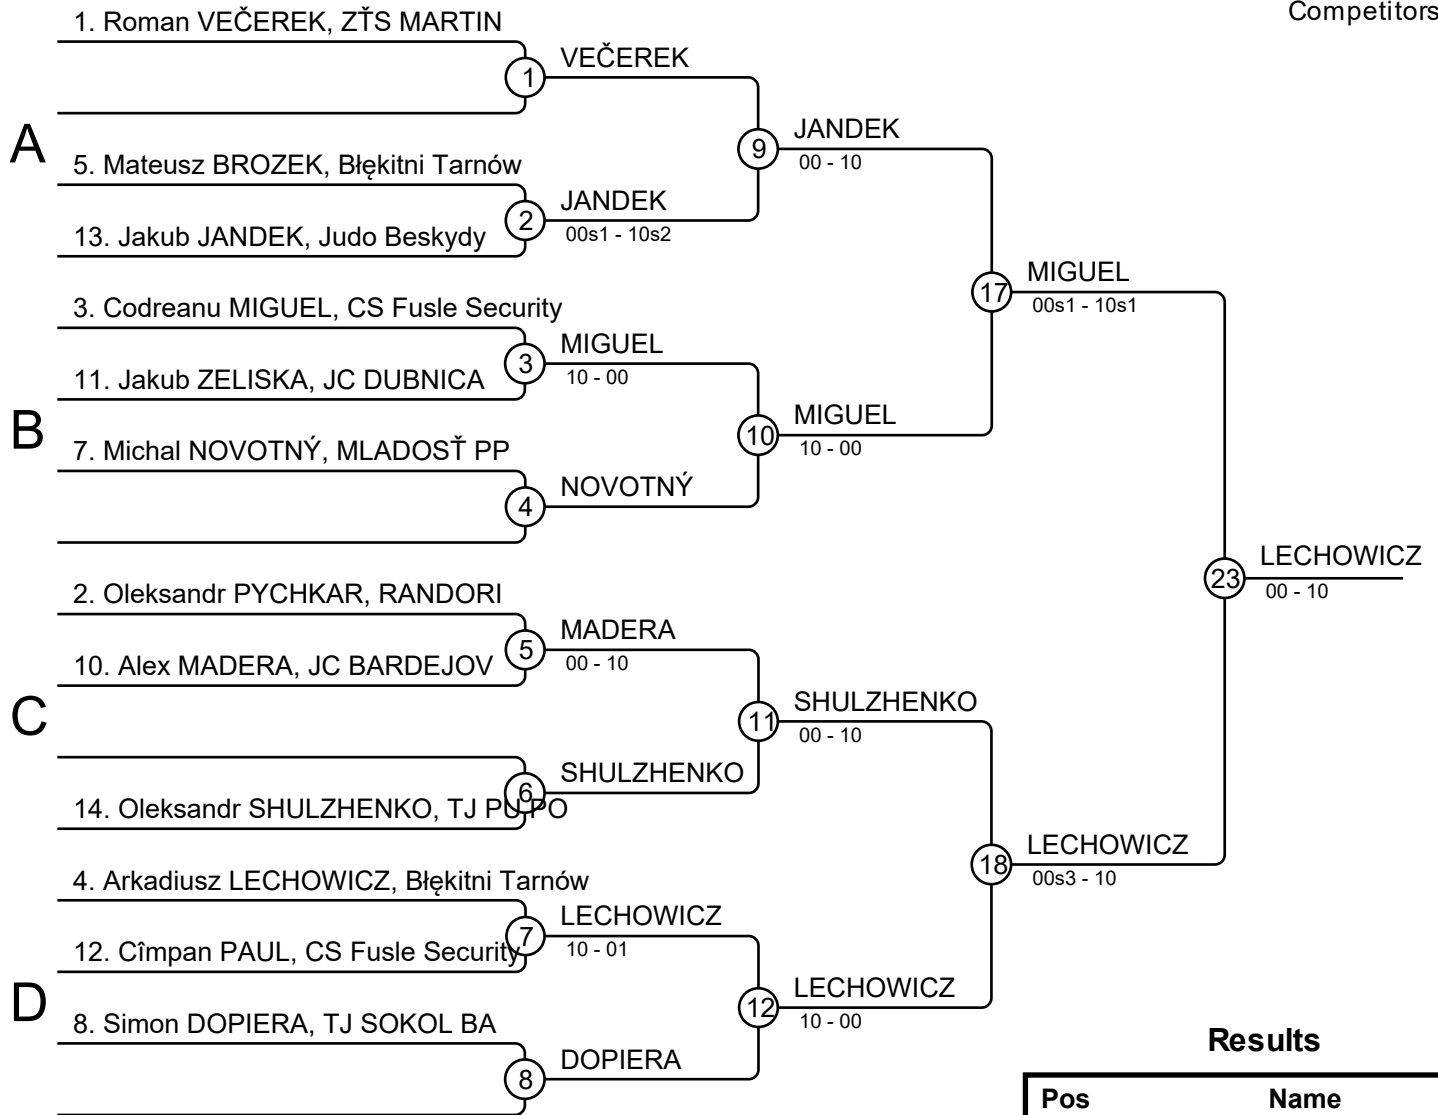 Competitors
1. Roman VEČEREK, ZŤS MARTIN
1
VEČEREK
A
5. Mateusz BROZEK, Błękitni Tarnów
9
JANDEK
00 - 10
13. Jakub JANDEK, Judo Beskydy
2
JANDEK
00s1 - 10s2
3. Codreanu MIGUEL, CS Fusle Security
17
MIGUEL
00s1 - 10s1
3
MIGUEL
10 - 00
11. Jakub ZELISKA, JC DUBNICA
B
7. Michal NOVOTNÝ, MLADOSŤ PP
10
MIGUEL
10 - 00
4
NOVOTNÝ
23
LECHOWICZ
00 - 10
2. Oleksandr PYCHKAR, RANDORI
5
MADERA
00 - 10
10. Alex MADERA, JC BARDEJOV
C
11
SHULZHENKO
00 - 10
6
SHULZHENKO
14. Oleksandr SHULZHENKO, TJ PU PO
18
LECHOWICZ
00s3 - 10
4. Arkadiusz LECHOWICZ, Błękitni Tarnów
7
LECHOWICZ
10 - 01
12. Cîmpan PAUL, CS Fusle Security
D
12
LECHOWICZ
10 - 00
8. Simon DOPIERA, TJ SOKOL BA
8
DOPIERA
Results
Pos Name